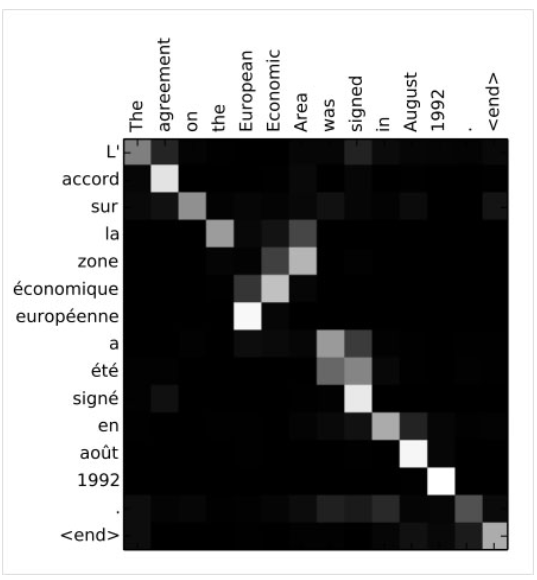 The agreement on the European Economic Area was signed in August 1992 . <end>
L'
accord
sur
la
zone
économique
européenne
a
été
signé
en
août
1992
.
<end>